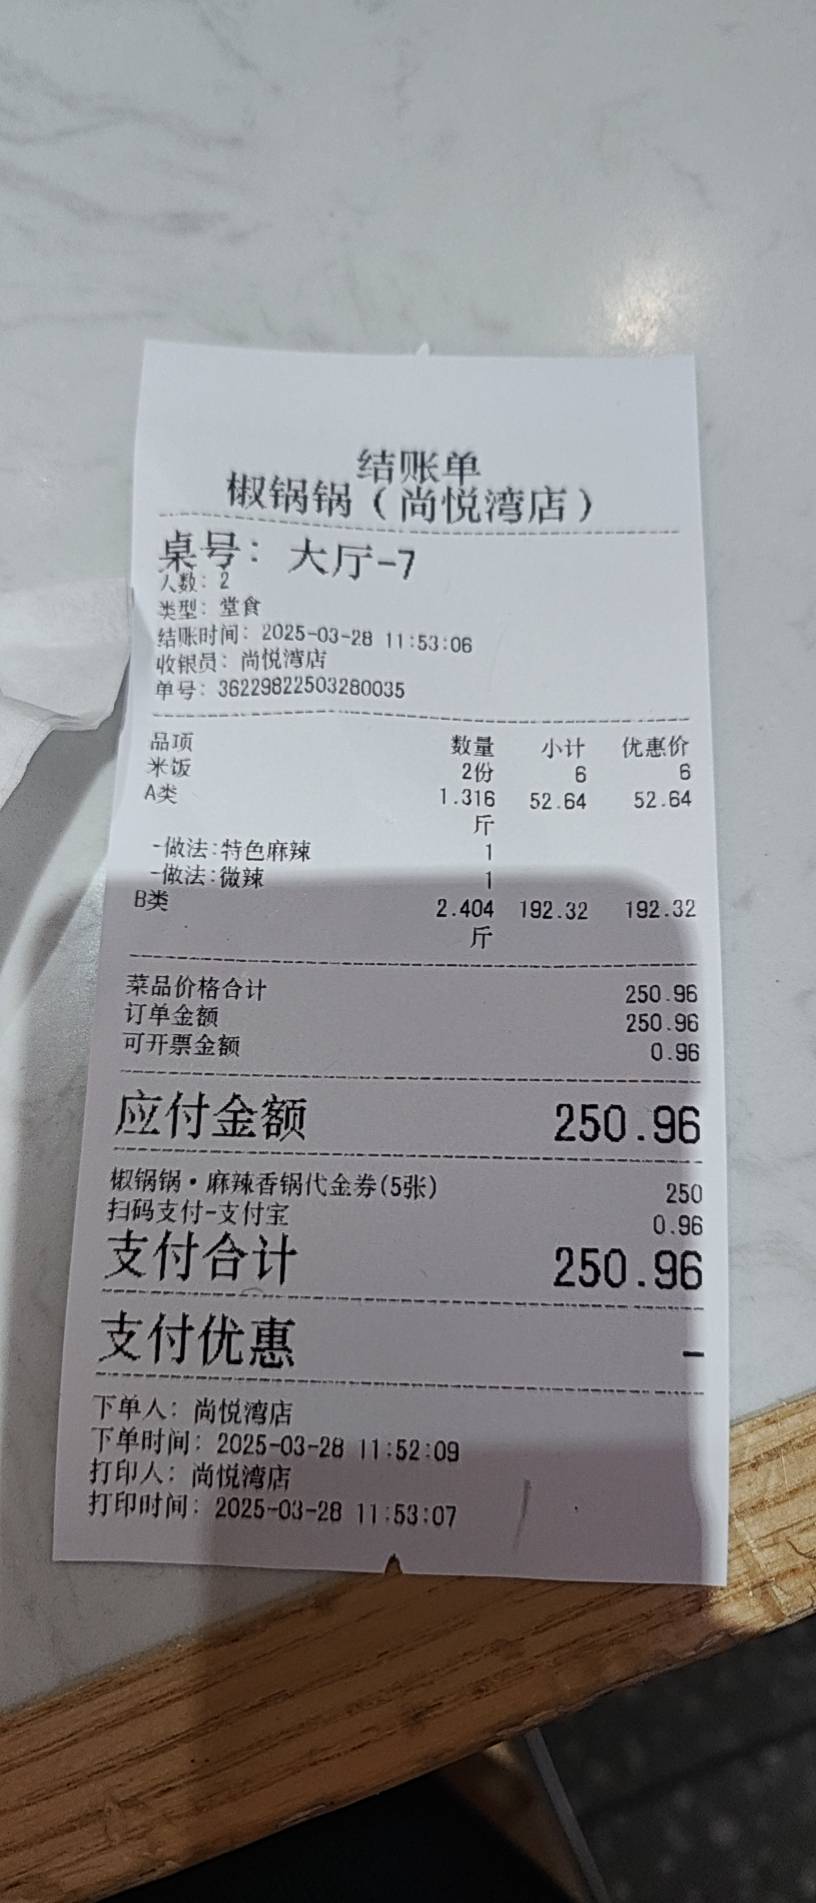 结账单
椒锅锅（尚悦湾店）
桌号: 大厅-7
人数: 2
类型: 堂食
结账时间: 2025-03-28 11:53:06
收银员: 尚悦湾店
单号: 36229822503280035
品项 数量 小计 优惠价
米饭 2份 6 6
A类 1.316 52.64 52.64
斤
-做法:特色麻辣 1
-做法:微辣 1
B类 2.404 192.32 192.32
斤
菜品价格合计 250.96
订单金额 250.96
可开票金额 0.96
应付金额 250.96
椒锅锅•麻辣香锅代金券(5张) 250
扫码支付-支付宝 0.96
支付合计 250.96
支付优惠 -
下单人: 尚悦湾店
下单时间: 2025-03-28 11:52:09
打印人: 尚悦湾店
打印时间: 2025-03-28 11:53:07